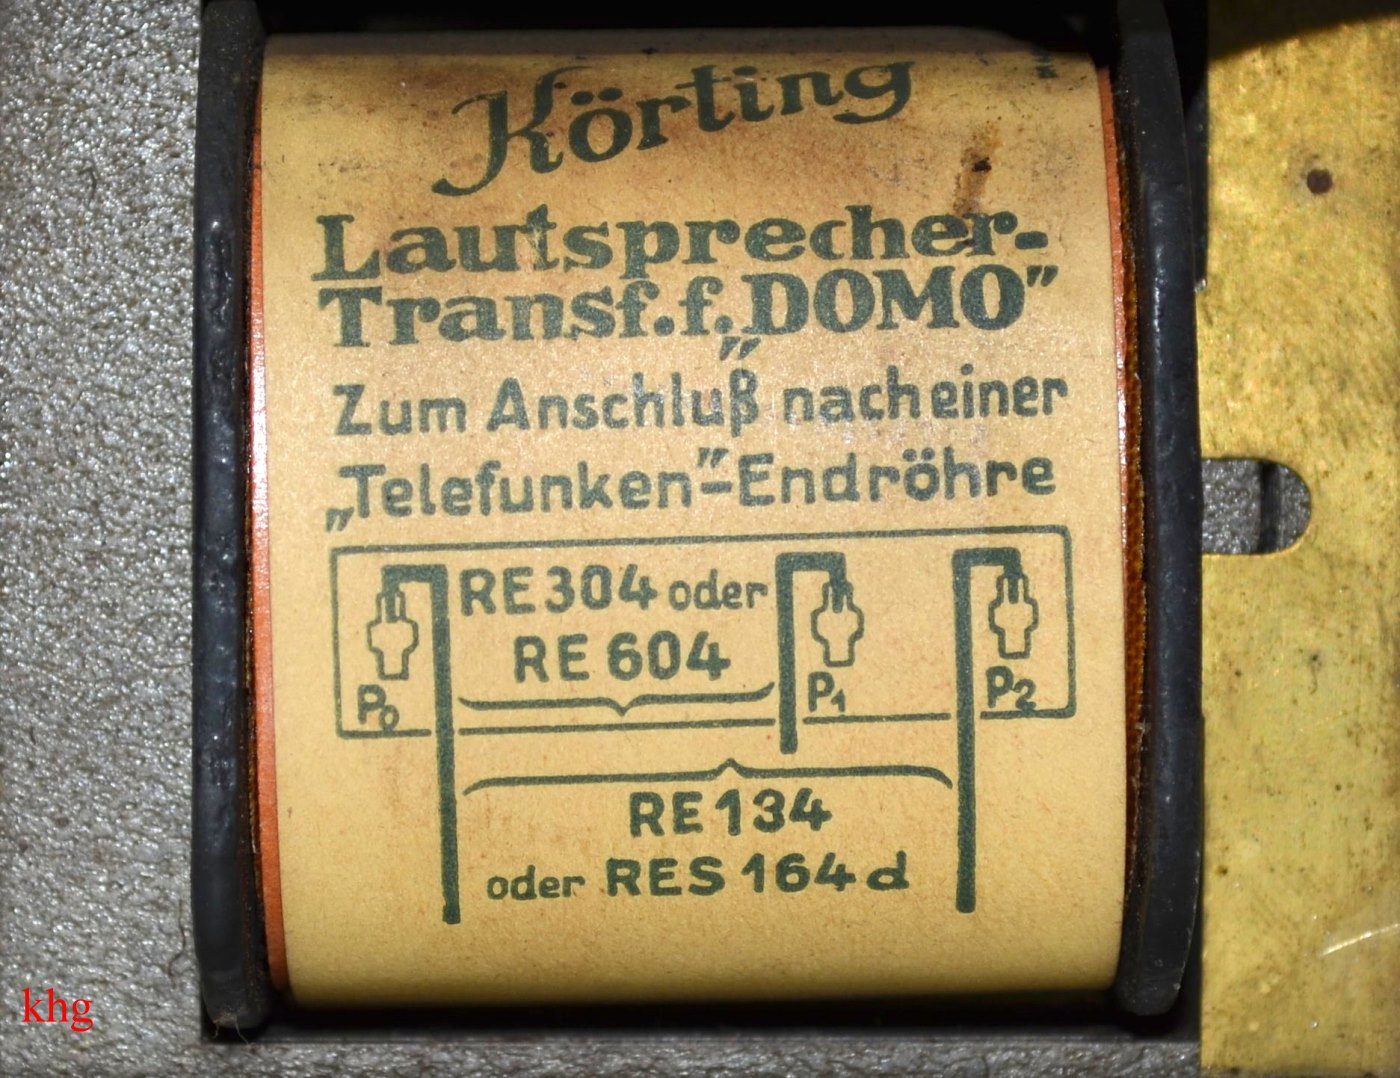 Körting
Lautsprecher-
Transf. f. „DOMO"
Zum Anschluß nach einer
„Telefunken"-Endröhre
RE 304 oder
RE 604
P₀
P₁
P₂
RE 134
oder RES 164 d
khg